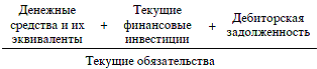 Денежные средства и их эквиваленты + Текущие финансовые инвестиции + Дебиторская задолженность
Текущие обязательства